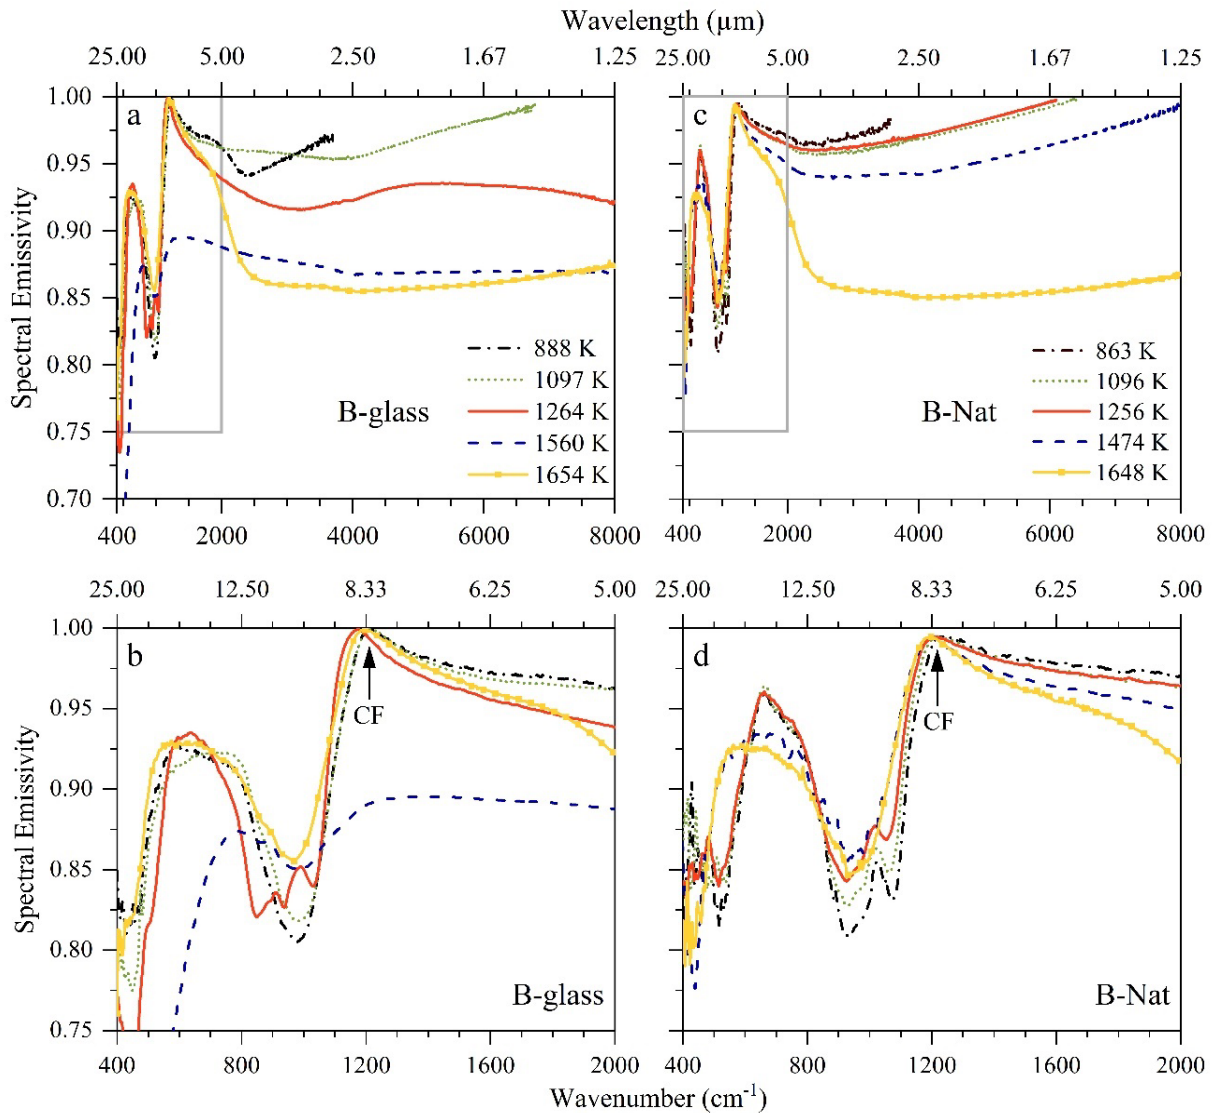 Wavelength (µm)
25.00 5.00 2.50 1.67 1.25
25.00 5.00 2.50 1.67 1.25
a
c
1.00
0.95
0.90
0.85
0.80
0.75
0.70
Spectral Emissivity
888 K
1097 K
1264 K
1560 K
1654 K
B-glass
863 K
1096 K
1256 K
1474 K
1648 K
B-Nat
400 2000 4000 6000 8000
400 2000 4000 6000 8000
25.00 12.50 8.33 6.25 5.00
25.00 12.50 8.33 6.25 5.00
b
d
1.00
0.95
0.90
0.85
0.80
0.75
Spectral Emissivity
CF
CF
B-glass
B-Nat
400 800 1200 1600 2000
400 800 1200 1600 2000
Wavenumber (cm⁻¹)